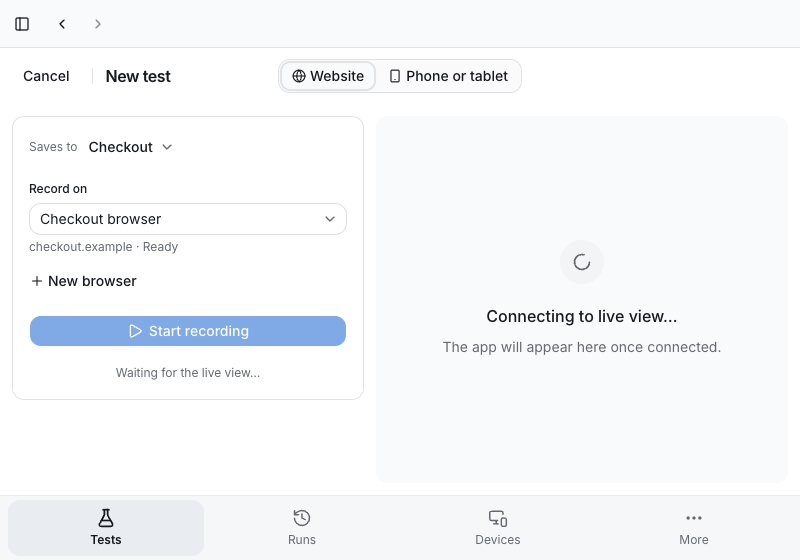 Cancel
New test
Website
Phone or tablet
Saves to Checkout
Record on
Checkout browser
checkout.example · Ready
New browser
Start recording
Waiting for the live view...
Connecting to live view...
The app will appear here once connected.
Tests
Runs
Devices
More